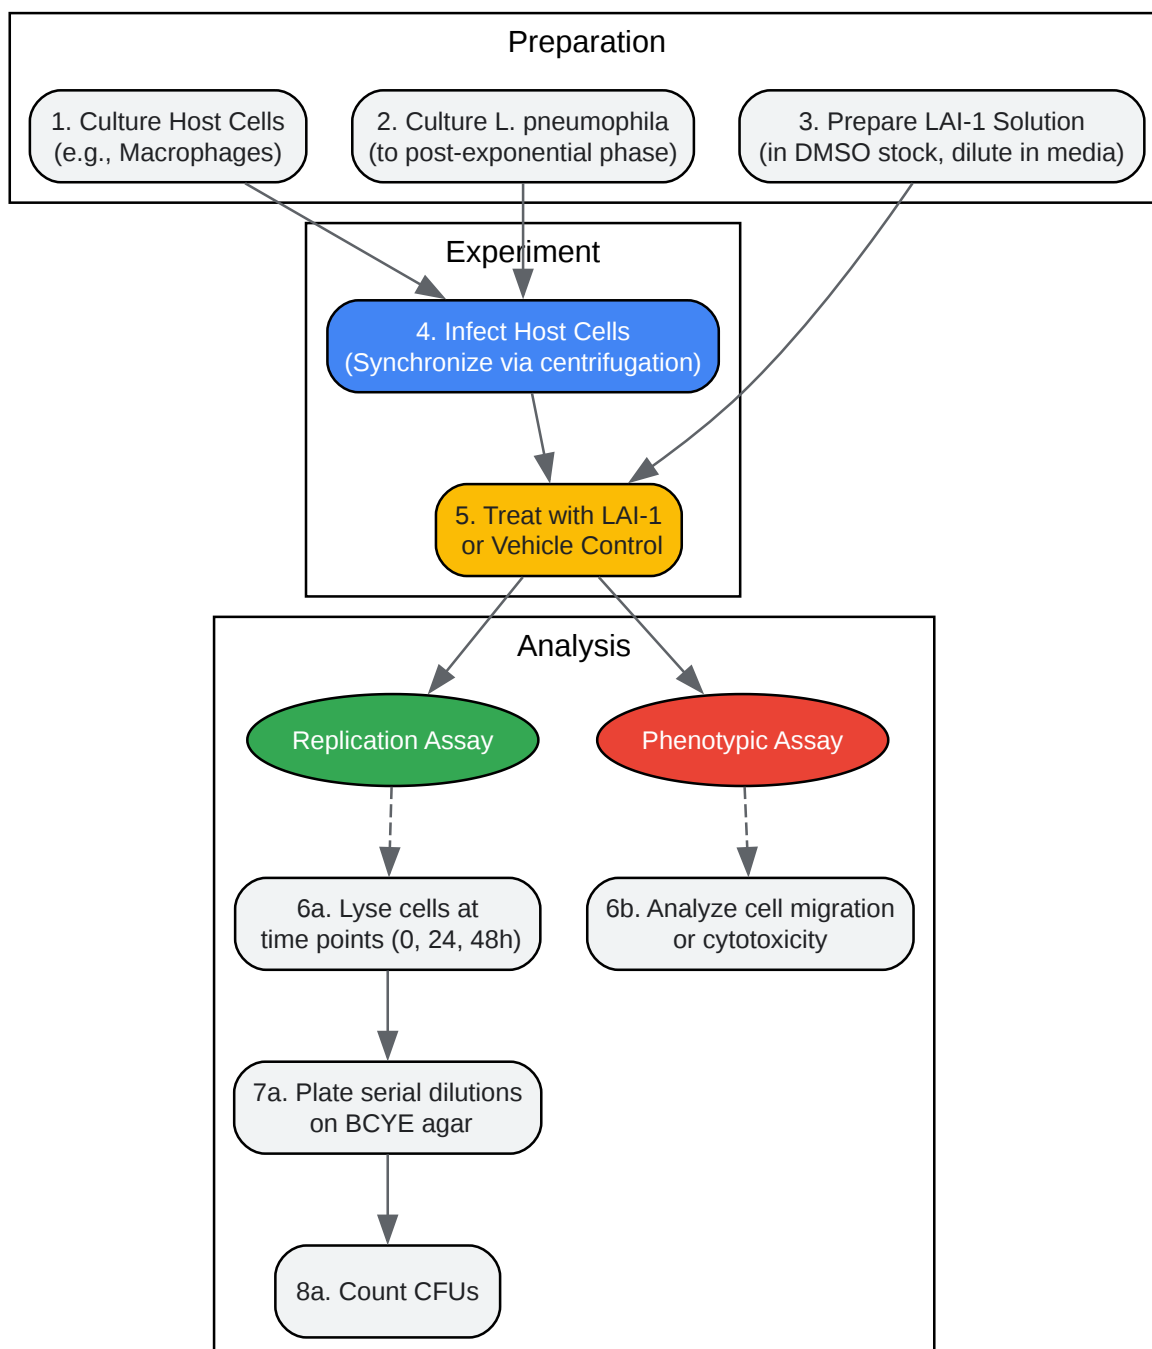 Preparation
1. Culture Host Cells
(e.g., Macrophages)
2. Culture L. pneumophila
(to post-exponential phase)
3. Prepare LAI-1 Solution
(in DMSO stock, dilute in media)
Experiment
4. Infect Host Cells
(Synchronize via centrifugation)
5. Treat with LAI-1
or Vehicle Control
Analysis
Replication Assay
Phenotypic Assay
6a. Lyse cells at
time points (0, 24, 48h)
6b. Analyze cell migration
or cytotoxicity
7a. Plate serial dilutions
on BCYE agar
8a. Count CFUs